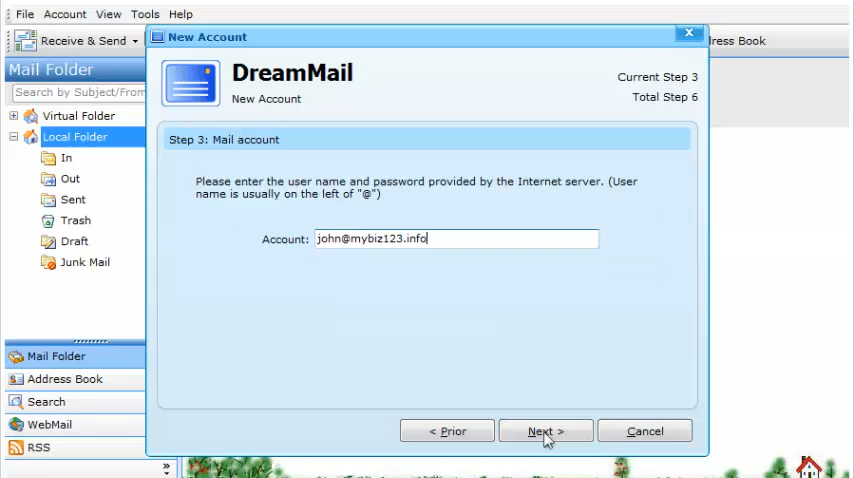 File Account View Tools Help
Receive & Send
New Account
ress Book
Mail Folder
Search by Subject/From
Virtual Folder
Local Folder
In
Out
Sent
Trash
Draft
Junk Mail
Mail Folder
Address Book
Search
WebMail
RSS
»
DreamMail
New Account
Current Step 3
Total Step 6
Step 3: Mail account
Please enter the user name and password provided by the Internet server. (User
name is usually on the left of "@")
Account: john@mybiz123.info
< Prior
Next >
Cancel